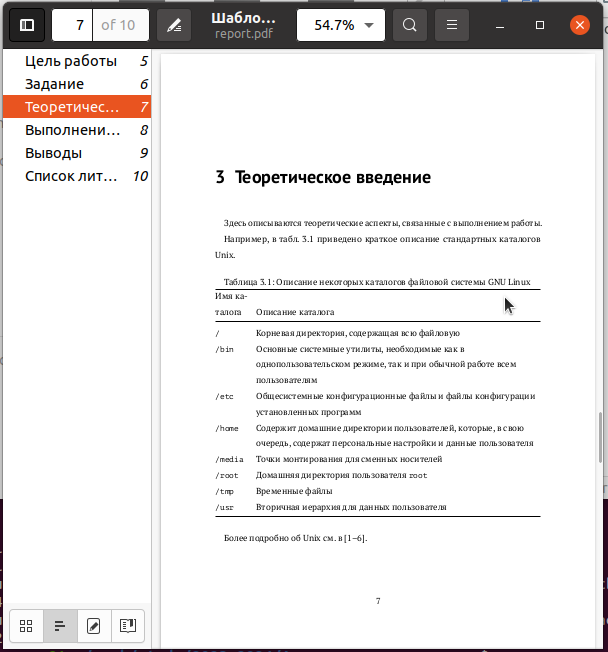 7 of 10
Шабло...
report.pdf
54.7%
Цель работы 5
Задание 6
Теоретичес... 7
Выполнени... 8
Выводы 9
Список лит... 10
3 Теоретическое введение
Здесь описываются теоретические аспекты, связанные с выполнением работы.
Например, в табл. 3.1 приведено краткое описание стандартных каталогов
Unix.
Таблица 3.1: Описание некоторых каталогов файловой системы GNU Linux
Имя ка-
талога Описание каталога
/ Корневая директория, содержащая всю файловую
/bin Основные системные утилиты, необходимые как в
однопользовательском режиме, так и при обычной работе всем
пользователям
/etc Общесистемные конфигурационные файлы и файлы конфигурации
установленных программ
/home Содержит домашние директории пользователей, которые, в свою
очередь, содержат персональные настройки и данные пользователя
/media Точки монтирования для сменных носителей
/root Домашняя директория пользователя root
/tmp Временные файлы
/usr Вторичная иерархия для данных пользователя
Более подробно об Unix см. в [1–6].
7